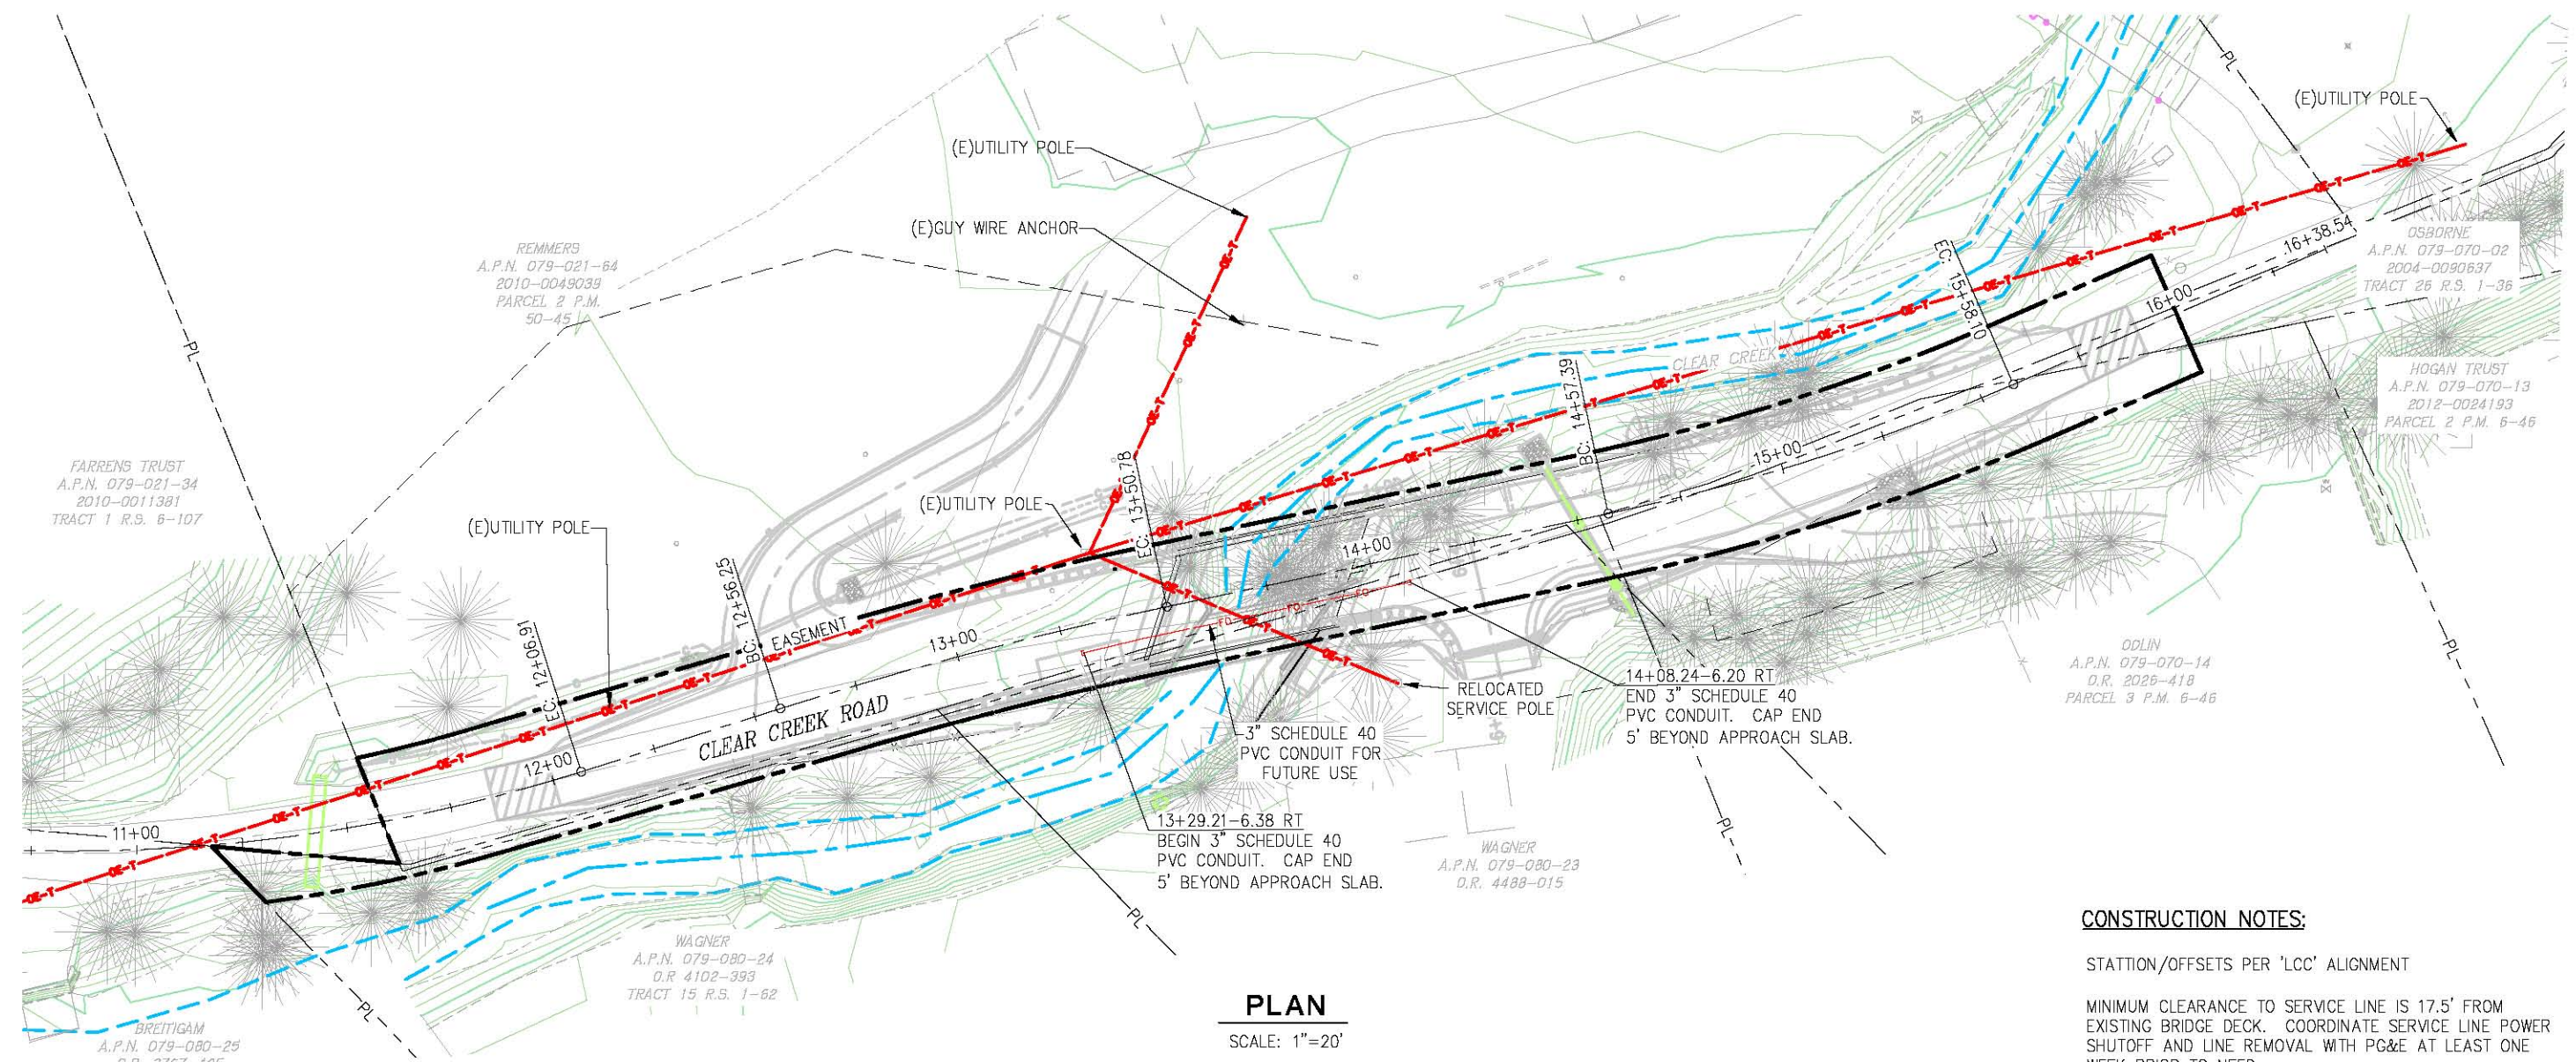 (E)UTILITY POLE
(E)UTILITY POLE
(E)GUY WIRE ANCHOR
(E)UTILITY POLE
(E)UTILITY POLE
REMMERS
A.P.N. 079-021-64
2010-0049039
PARCEL 2 P.M.
50-45
FARRENS TRUST
A.P.N. 079-021-34
2010-0011381
TRACT 1 R.S. 6-107
OSBORNE
A.P.N. 079-070-02
2004-0090637
TRACT 26 R.S. 1-36
HOGAN TRUST
A.P.N. 079-070-13
2012-0024193
PARCEL 2 P.M. 6-46
ODLIN
A.P.N. 079-070-14
O.R. 2026-418
PARCEL 3 P.M. 6-46
WAGNER
A.P.N. 079-080-23
O.R. 4488-015
WAGNER
A.P.N. 079-080-24
O.R 4102-393
TRACT 15 R.S. 1-62
BREITIGAM
A.P.N. 079-080-25
PL
PL
PL
PL
PL
PL
11+00
12+00
13+00
14+00
15+00
16+00
16+38.54
EC: 12+06.91
BC: 12+56.25
EC: 13+50.78
BC: 14+57.39
EC: 15+58.10
EASEMENT
CLEAR CREEK ROAD
CLEAR CREEK
OE-T
FO
FO
FO
RELOCATED
SERVICE POLE
3" SCHEDULE 40
PVC CONDUIT FOR
FUTURE USE
14+08.24-6.20 RT
END 3" SCHEDULE 40
PVC CONDUIT. CAP END
5' BEYOND APPROACH SLAB.
13+29.21-6.38 RT
BEGIN 3" SCHEDULE 40
PVC CONDUIT. CAP END
5' BEYOND APPROACH SLAB.
PLAN
SCALE: 1"=20'
CONSTRUCTION NOTES:
STATTION/OFFSETS PER 'LCC' ALIGNMENT
MINIMUM CLEARANCE TO SERVICE LINE IS 17.5' FROM
EXISTING BRIDGE DECK. COORDINATE SERVICE LINE POWER
SHUTOFF AND LINE REMOVAL WITH PG&E AT LEAST ONE
WEEK PRIOR TO NEED